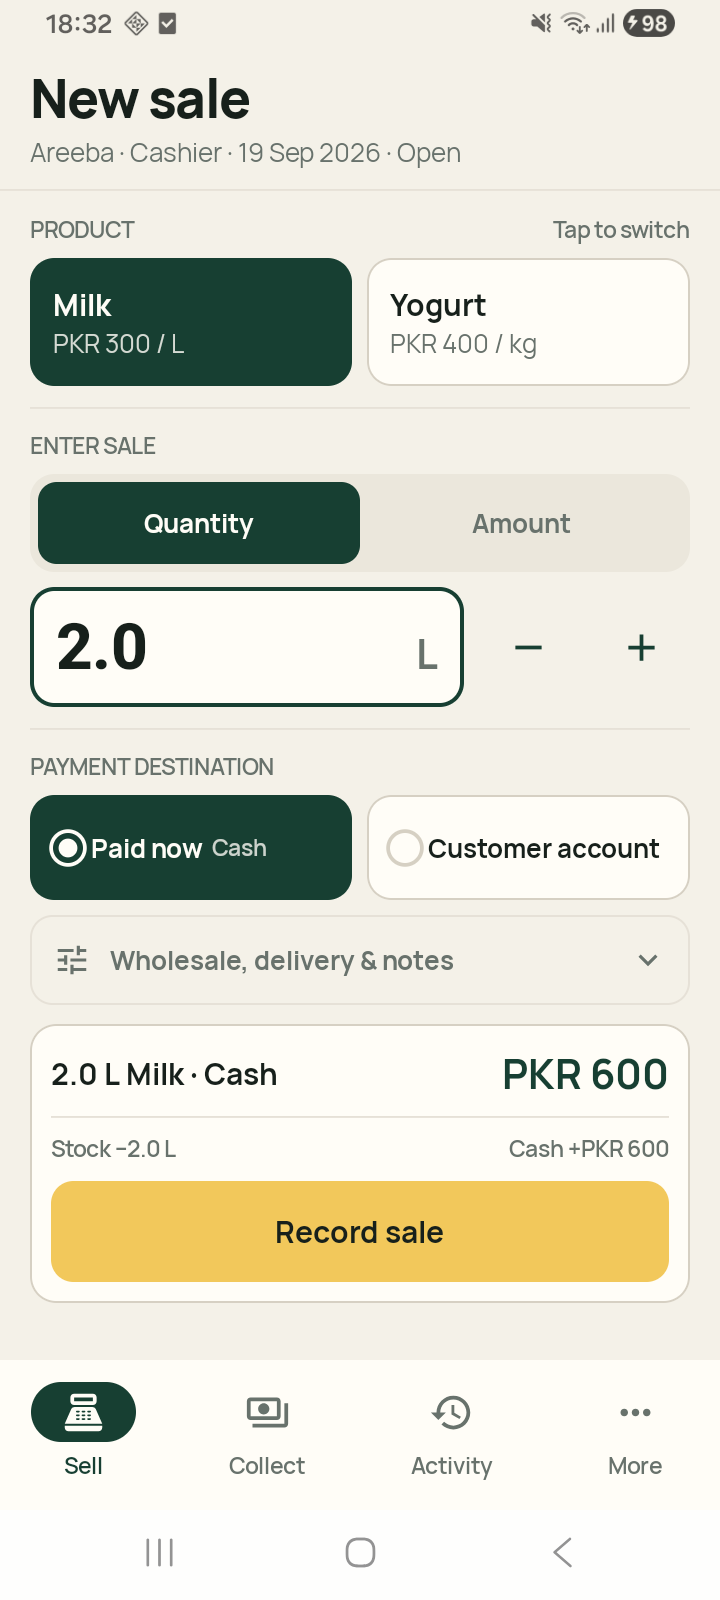 18:32
98
New sale
Areeba · Cashier · 19 Sep 2026 · Open
PRODUCT Tap to switch
Milk Yogurt
PKR 300 / L PKR 400 / kg
ENTER SALE
Quantity Amount
2.0 L − +
PAYMENT DESTINATION
Paid now Cash Customer account
Wholesale, delivery & notes
2.0 L Milk · Cash PKR 600
Stock −2.0 L Cash +PKR 600
Record sale
Sell Collect Activity More